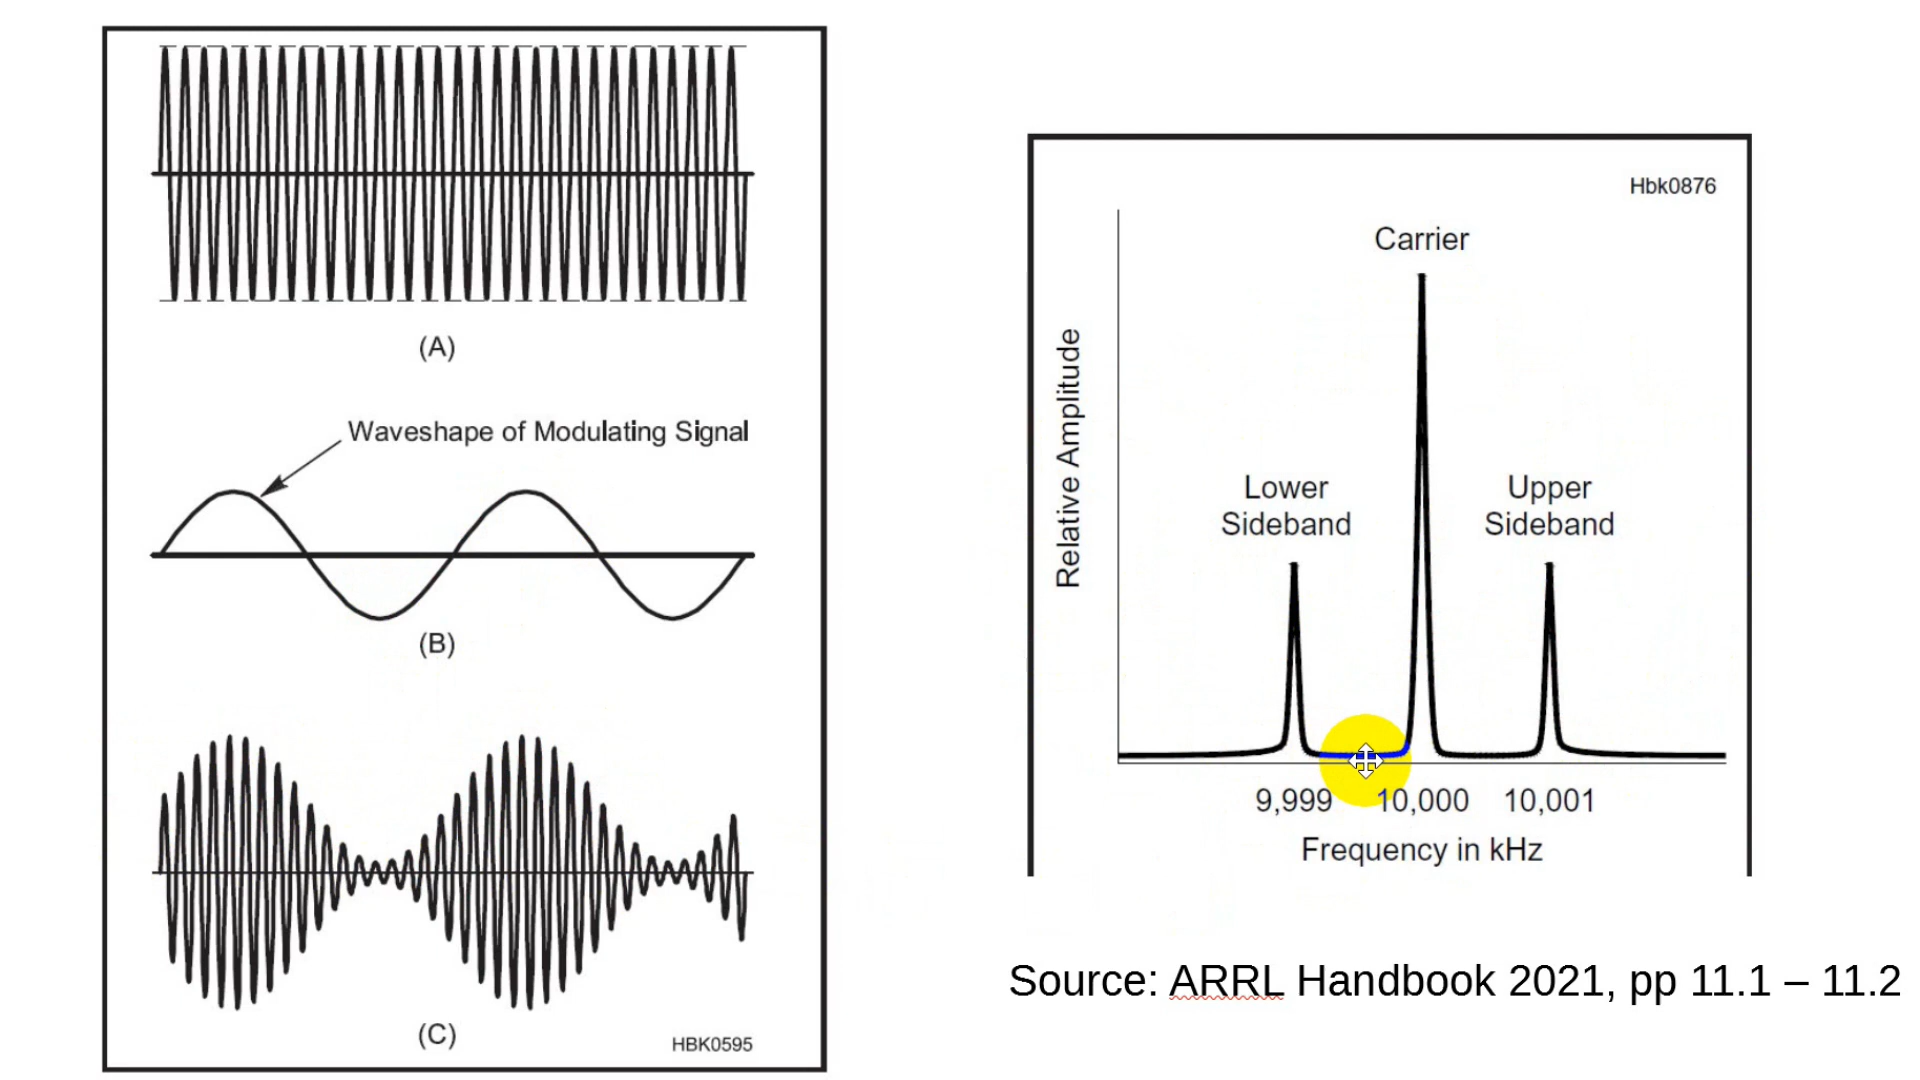 (A)
Waveshape of Modulating Signal
(B)
(C)
HBK0595
Hbk0876
Carrier
Relative Amplitude
Lower
Sideband
Upper
Sideband
9,999 10,000 10,001
Frequency in kHz
Source: ARRL Handbook 2021, pp 11.1 – 11.2